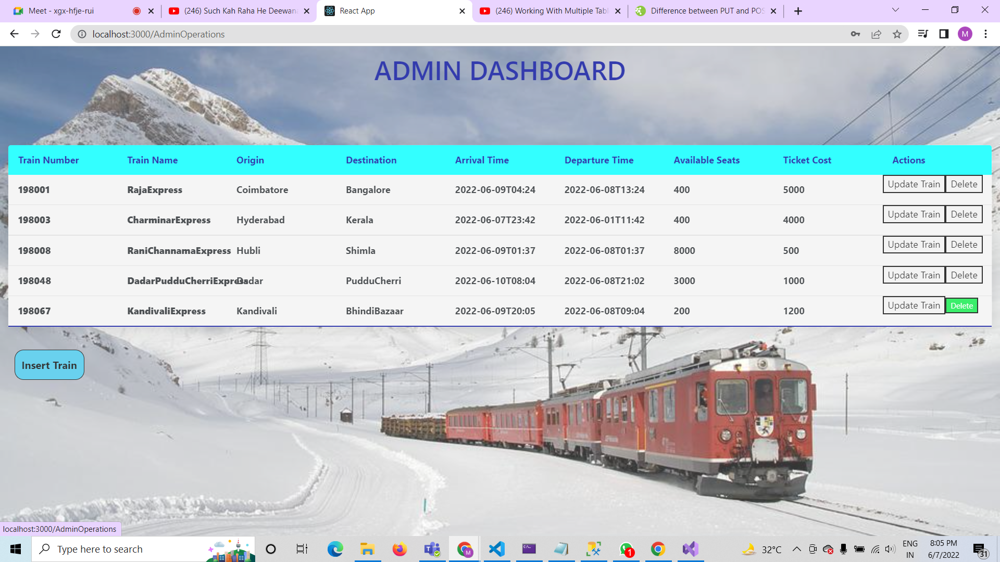 Meet - xgx-hfje-rui
(246) Such Kah Raha He Deewana
React App
(246) Working With Multiple Tabl
Difference between PUT and POS
localhost:3000/AdminOperations
M
ADMIN DASHBOARD
Train Number Train Name Origin Destination Arrival Time Departure Time Available Seats Ticket Cost Actions
198001 RajaExpress Coimbatore Bangalore 2022-06-09T04:24 2022-06-08T13:24 400 5000 Update Train Delete
198003 CharminarExpress Hyderabad Kerala 2022-06-07T23:42 2022-06-01T11:42 400 4000 Update Train Delete
198008 RaniChannamaExpress Hubli Shimla 2022-06-09T01:37 2022-06-08T01:37 8000 500 Update Train Delete
198048 DadarPudduCherriExpress Dadar PudduCherri 2022-06-10T08:04 2022-06-08T21:02 3000 1000 Update Train Delete
198067 KandivaliExpress Kandivali BhindiBazaar 2022-06-09T20:05 2022-06-08T09:04 200 1200 Update Train Delete
Insert Train
47
localhost:3000/AdminOperations
Type here to search
M
1
32°C
ENG
IN
8:05 PM
6/7/2022
31